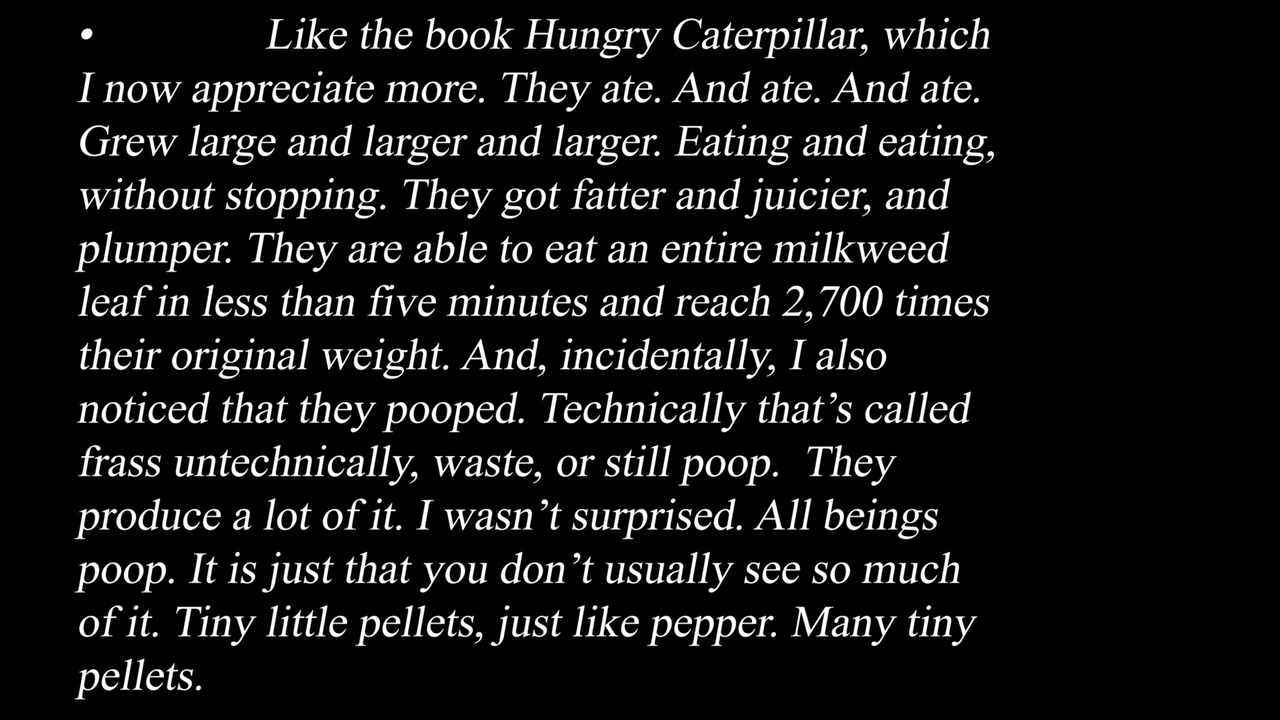 • Like the book Hungry Caterpillar, which
I now appreciate more. They ate. And ate. And ate.
Grew large and larger and larger. Eating and eating,
without stopping. They got fatter and juicier, and
plumper. They are able to eat an entire milkweed
leaf in less than five minutes and reach 2,700 times
their original weight. And, incidentally, I also
noticed that they pooped. Technically that’s called
frass untechnically, waste, or still poop.  They
produce a lot of it. I wasn’t surprised. All beings
poop. It is just that you don’t usually see so much
of it. Tiny little pellets, just like pepper. Many tiny
pellets.